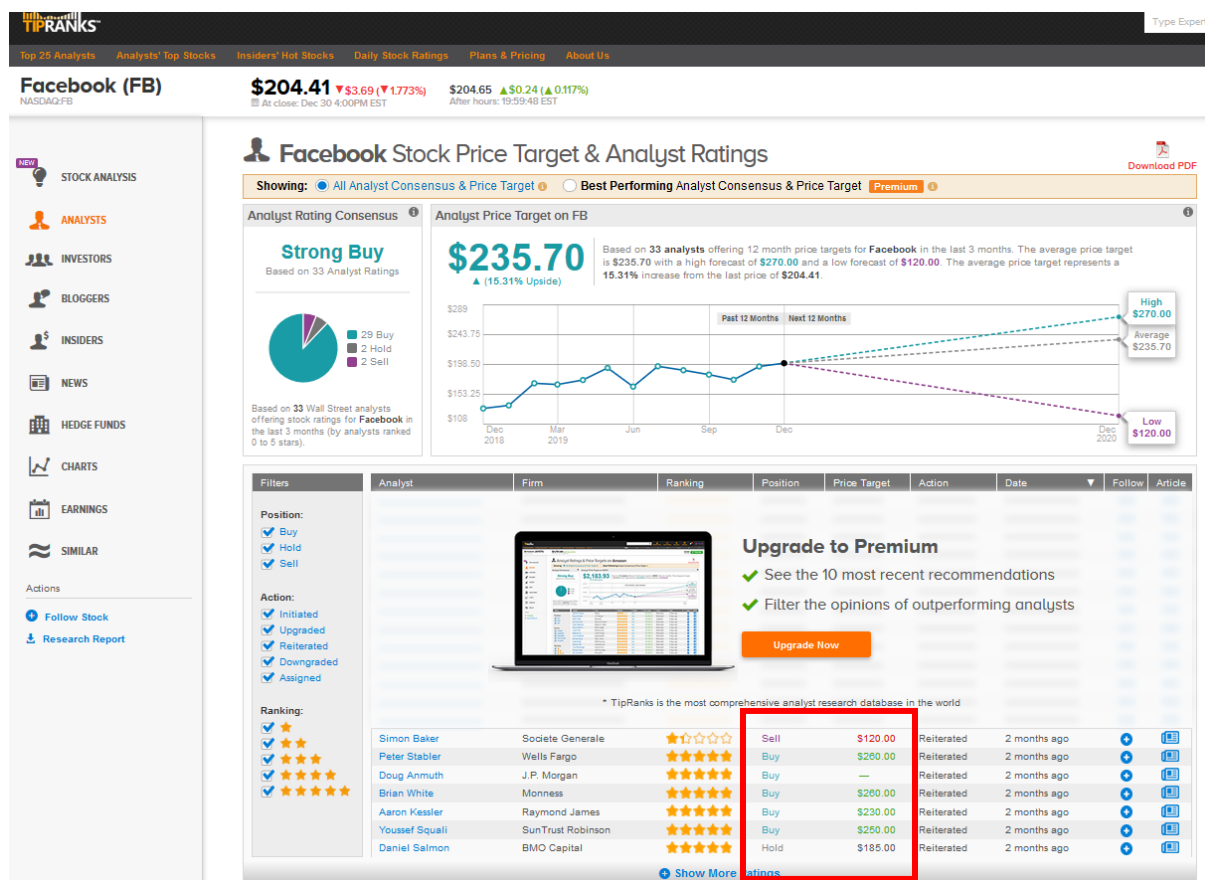 TIPRANKS™
Type Exper
Top 25 Analysts Analysts' Top Stocks Insiders' Hot Stocks Daily Stock Ratings Plans & Pricing About Us
Facebook (FB)
NASDAQ:FB
$204.41 ▼$3.69 (▼1.773%)
At close: Dec 30 4:00PM EST
$204.65 ▲$0.24 (▲0.117%)
After hours: 19:59:48 EST
NEW
STOCK ANALYSIS
ANALYSTS
INVESTORS
BLOGGERS
INSIDERS
NEWS
HEDGE FUNDS
CHARTS
EARNINGS
SIMILAR
Actions
Follow Stock
Research Report
Facebook Stock Price Target & Analyst Ratings
Download PDF
Showing: All Analyst Consensus & Price Target Best Performing Analyst Consensus & Price Target Premium
Analyst Rating Consensus
Strong Buy
Based on 33 Analyst Ratings
29 Buy
2 Hold
2 Sell
Based on 33 Wall Street analysts
offering stock ratings for Facebook in
the last 3 months (by analysts ranked
0 to 5 stars).
Analyst Price Target on FB
$235.70
▲ (15.31% Upside)
Based on 33 analysts offering 12 month price targets for Facebook in the last 3 months. The average price target
is $235.70 with a high forecast of $270.00 and a low forecast of $120.00. The average price target represents a
15.31% increase from the last price of $204.41.
$289
$243.75
$198.50
$153.25
$108
Past 12 Months Next 12 Months
High
$270.00
Average
$235.70
Low
$120.00
Dec
2018
Mar
2019
Jun
Sep
Dec
Dec
2020
Filters
Position:
Buy
Hold
Sell
Action:
Initiated
Upgraded
Reiterated
Downgraded
Assigned
Ranking:
Analyst Firm Ranking Position Price Target Action Date ▼ Follow Article
$2,183.93
Upgrade to Premium
See the 10 most recent recommendations
Filter the opinions of outperforming analysts
Upgrade Now
* TipRanks is the most comprehensive analyst research database in the world
Simon Baker Societe Generale Sell $120.00 Reiterated 2 months ago
Peter Stabler Wells Fargo Buy $260.00 Reiterated 2 months ago
Doug Anmuth J.P. Morgan Buy — Reiterated 2 months ago
Brian White Monness Buy $260.00 Reiterated 2 months ago
Aaron Kessler Raymond James Buy $230.00 Reiterated 2 months ago
Youssef Squali SunTrust Robinson Buy $250.00 Reiterated 2 months ago
Daniel Salmon BMO Capital Hold $185.00 Reiterated 2 months ago
Show More Ratings